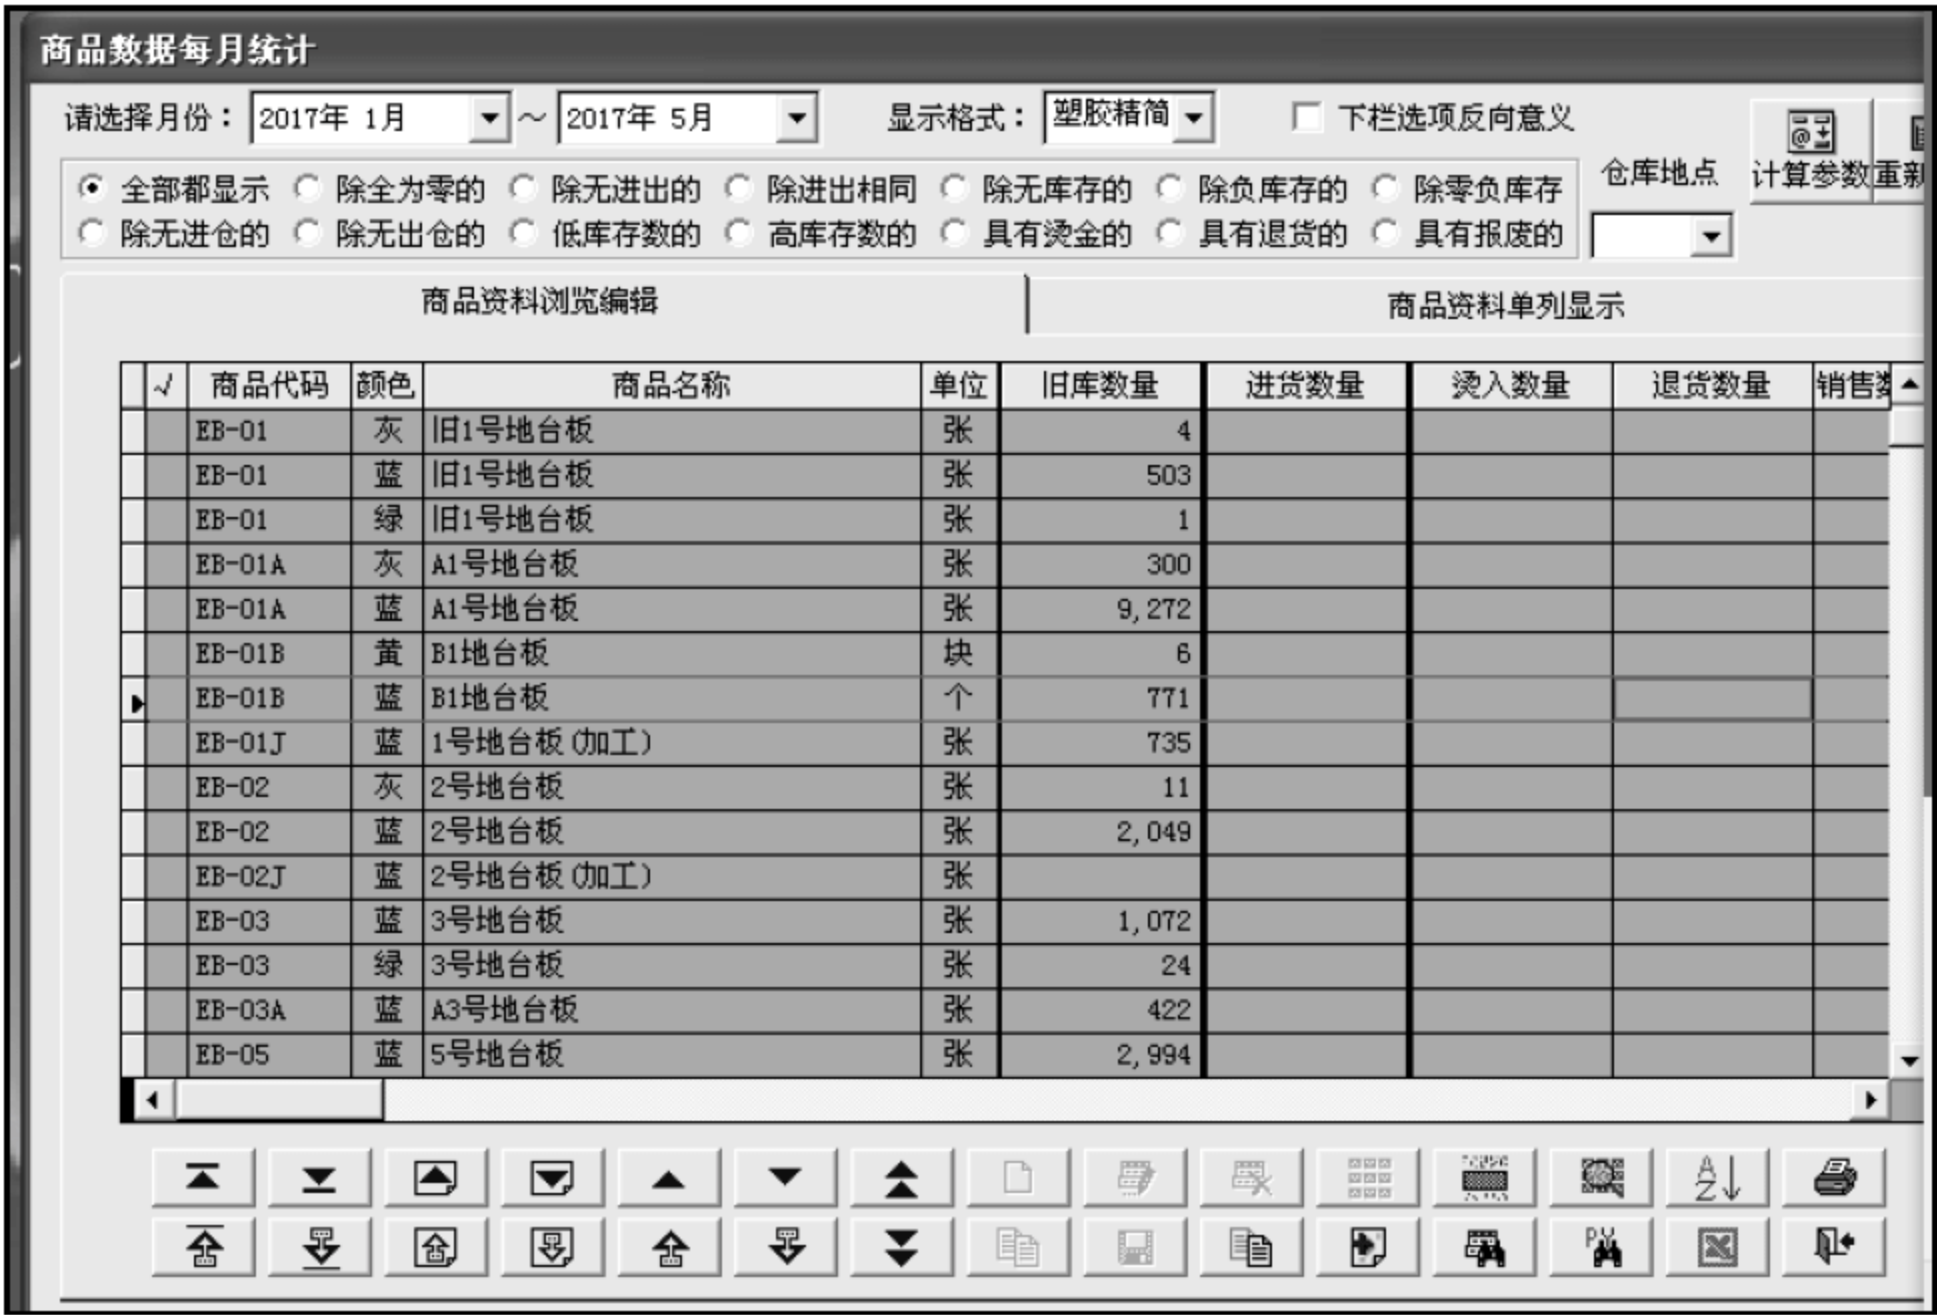 商品数据每月统计
请选择月份： 2017年 1月 ～ 2017年 5月 显示格式： 塑胶精简 下栏选项反向意义
计算参数 重新
全部都显示 除全为零的 除无进出的 除进出相同 除无库存的 除负库存的 除零负库存 仓库地点
除无进仓的 除无出仓的 低库存数的 高库存数的 具有烫金的 具有退货的 具有报废的
商品资料浏览编辑 商品资料单列显示
√ 商品代码 颜色 商品名称 单位 旧库数量 进货数量 烫入数量 退货数量 销售数
EB-01 灰 旧1号地台板 张 4
EB-01 蓝 旧1号地台板 张 503
EB-01 绿 旧1号地台板 张 1
EB-01A 灰 A1号地台板 张 300
EB-01A 蓝 A1号地台板 张 9,272
EB-01B 黄 B1地台板 块 6
EB-01B 蓝 B1地台板 个 771
EB-01J 蓝 1号地台板(加工) 张 735
EB-02 灰 2号地台板 张 11
EB-02 蓝 2号地台板 张 2,049
EB-02J 蓝 2号地台板(加工) 张
EB-03 蓝 3号地台板 张 1,072
EB-03 绿 3号地台板 张 24
EB-03A 蓝 A3号地台板 张 422
EB-05 蓝 5号地台板 张 2,994